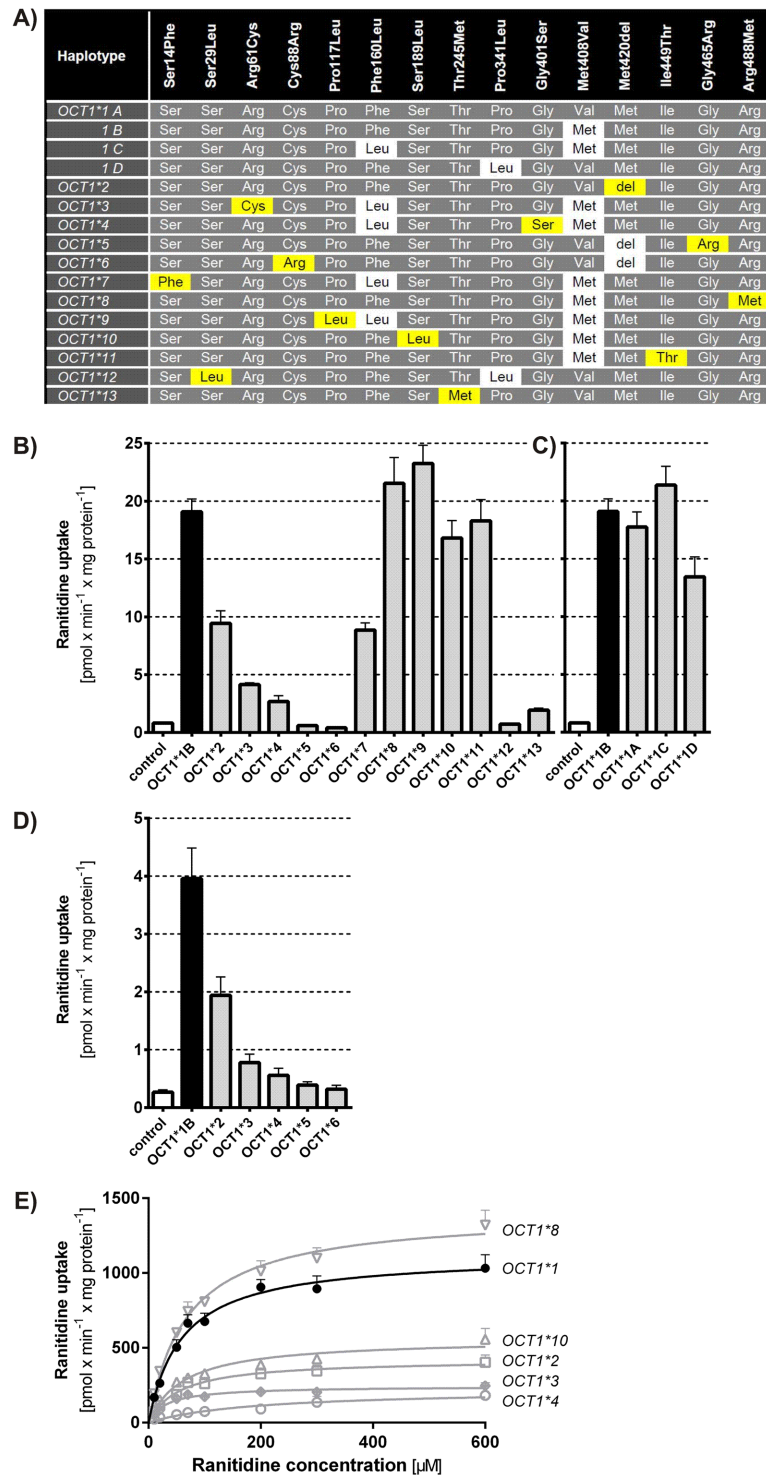 A)
Haplotype Ser14Phe Ser29Leu Arg61Cys Cys88Arg Pro117Leu Phe160Leu Ser189Leu Thr245Met Pro341Leu Gly401Ser Met408Val Met420del Ile449Thr Gly465Arg Arg488Met
OCT1*1 A Ser Ser Arg Cys Pro Phe Ser Thr Pro Gly Val Met Ile Gly Arg
1 B Ser Ser Arg Cys Pro Phe Ser Thr Pro Gly Met Met Ile Gly Arg
1 C Ser Ser Arg Cys Pro Leu Ser Thr Pro Gly Met Met Ile Gly Arg
1 D Ser Ser Arg Cys Pro Phe Ser Thr Leu Gly Val Met Ile Gly Arg
OCT1*2 Ser Ser Arg Cys Pro Phe Ser Thr Pro Gly Val del Ile Gly Arg
OCT1*3 Ser Ser Cys Cys Pro Leu Ser Thr Pro Gly Met Met Ile Gly Arg
OCT1*4 Ser Ser Arg Cys Pro Leu Ser Thr Pro Ser Met Met Ile Gly Arg
OCT1*5 Ser Ser Arg Cys Pro Phe Ser Thr Pro Gly Val del Ile Arg Arg
OCT1*6 Ser Ser Arg Arg Pro Phe Ser Thr Pro Gly Val del Ile Gly Arg
OCT1*7 Phe Ser Arg Cys Pro Leu Ser Thr Pro Gly Met Met Ile Gly Arg
OCT1*8 Ser Ser Arg Cys Pro Phe Ser Thr Pro Gly Met Met Ile Gly Met
OCT1*9 Ser Ser Arg Cys Leu Leu Ser Thr Pro Gly Met Met Ile Gly Arg
OCT1*10 Ser Ser Arg Cys Pro Phe Leu Thr Pro Gly Met Met Ile Gly Arg
OCT1*11 Ser Ser Arg Cys Pro Phe Ser Thr Pro Gly Met Met Thr Gly Arg
OCT1*12 Ser Leu Arg Cys Pro Phe Ser Thr Leu Gly Val Met Ile Gly Arg
OCT1*13 Ser Ser Arg Cys Pro Phe Ser Met Pro Gly Val Met Ile Gly Arg
B)
Ranitidine uptake
[pmol x min⁻¹ x mg protein⁻¹]
25
20
15
10
5
0
control OCT1*1B OCT1*2 OCT1*3 OCT1*4 OCT1*5 OCT1*6 OCT1*7 OCT1*8 OCT1*9 OCT1*10 OCT1*11 OCT1*12 OCT1*13
C)
control OCT1*1B OCT1*1A OCT1*1C OCT1*1D
D)
Ranitidine uptake
[pmol x min⁻¹ x mg protein⁻¹]
5
4
3
2
1
0
control OCT1*1B OCT1*2 OCT1*3 OCT1*4 OCT1*5 OCT1*6
E)
Ranitidine uptake
[pmol x min⁻¹ x mg protein⁻¹]
1500
1000
500
0
OCT1*8
OCT1*1
OCT1*10
OCT1*2
OCT1*3
OCT1*4
0 200 400 600
Ranitidine concentration [µM]